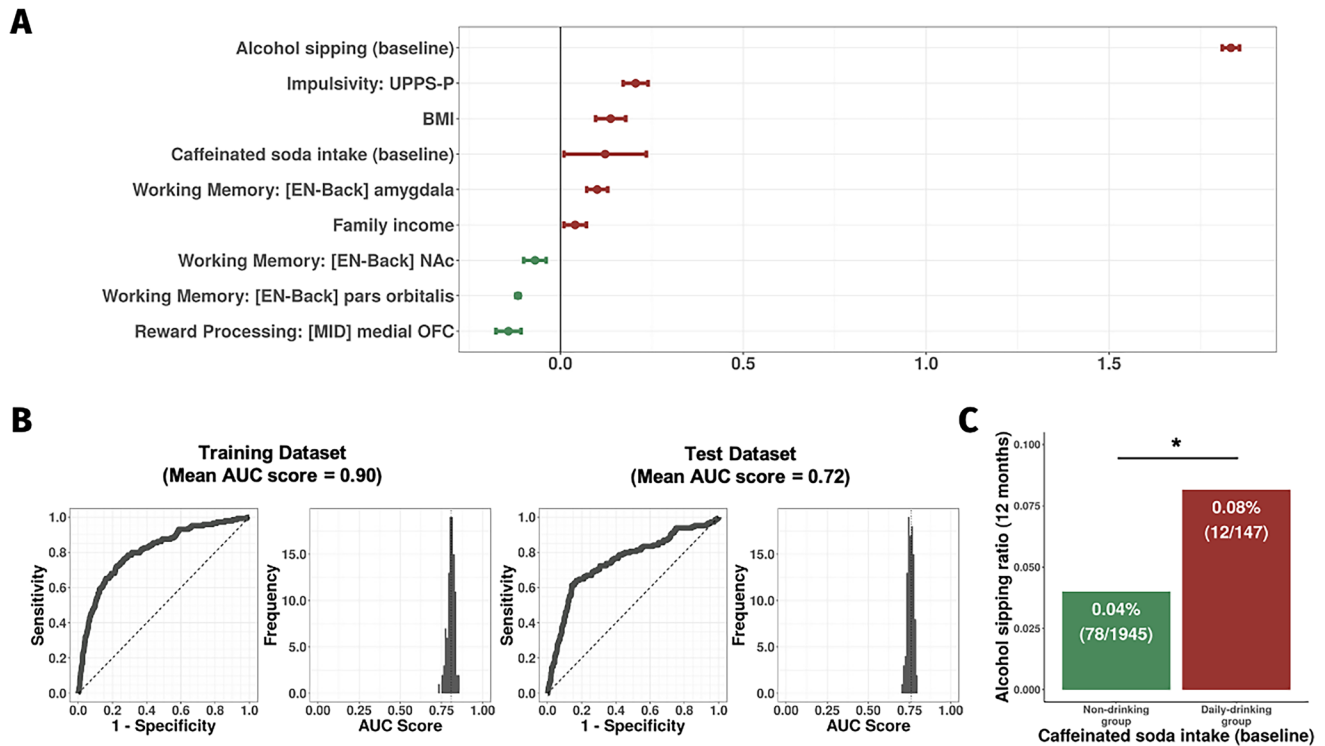 A
Alcohol sipping (baseline)
Impulsivity: UPPS-P
BMI
Caffeinated soda intake (baseline)
Working Memory: [EN-Back] amygdala
Family income
Working Memory: [EN-Back] NAc
Working Memory: [EN-Back] pars orbitalis
Reward Processing: [MID] medial OFC
0.0 0.5 1.0 1.5
B
Training Dataset
(Mean AUC score = 0.90)
Sensitivity
1.0
0.8
0.6
0.4
0.2
0.0
0.0 0.2 0.4 0.6 0.8 1.0
1 - Specificity
Frequency
15.0
10.0
5.0
0.0
0.00 0.25 0.50 0.75 1.00
AUC Score
Test Dataset
(Mean AUC score = 0.72)
Sensitivity
1.0
0.8
0.6
0.4
0.2
0.0
0.0 0.2 0.4 0.6 0.8 1.0
1 - Specificity
Frequency
15.0
10.0
5.0
0.0
0.00 0.25 0.50 0.75 1.00
AUC Score
C
Alcohol sipping ratio (12 months)
0.100
0.075
0.050
0.025
0.000
*
0.04%
(78/1945)
0.08%
(12/147)
Non-drinking
group
Daily-drinking
group
Caffeinated soda intake (baseline)